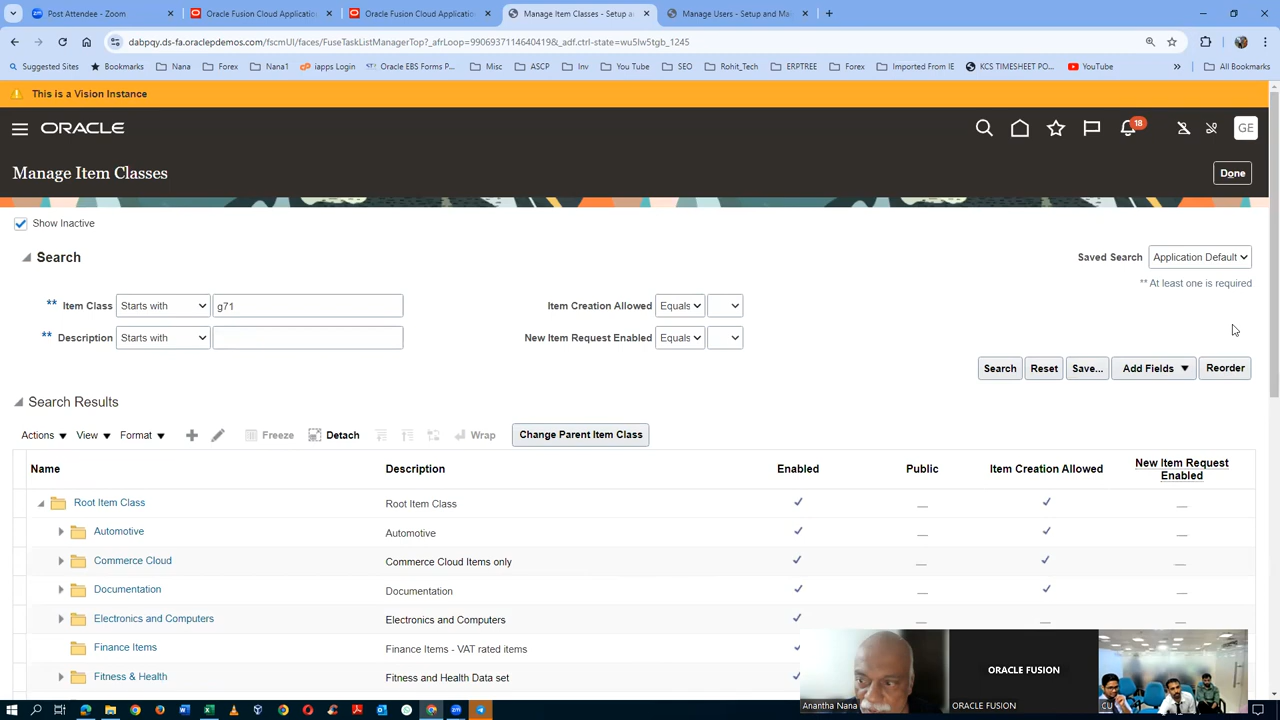 Post Attendee - Zoom
Oracle Fusion Cloud Application
Oracle Fusion Cloud Application
Manage Item Classes - Setup a
Manage Users - Setup and Ma
dabpqy.ds-fa.oraclepdemos.com/fscmUI/faces/FuseTaskListManagerTop?_afrLoop=99069371464041​9&_adf.ctrl-state=wu5lw5tgb_1245
Suggested Sites
Bookmarks
Nana
Forex
Nana1
iapps Login
Oracle EBS Forms P...
Misc
ASCP
Inv
You Tube
SEO
Rohit_Tech
ERPTREE
Forex
Imported From IE
KCS TIMESHEET PO...
YouTube
»
All Bookmarks
This is a Vision Instance
ORACLE
18
GE
Manage Item Classes
Done
Show Inactive
Search
Saved Search
Application Default
** At least one is required
** Item Class
Starts with
g71
Item Creation Allowed
Equals
** Description
Starts with
New Item Request Enabled
Equals
Search
Reset
Save...
Add Fields
Reorder
Search Results
Actions
View
Format
Freeze
Detach
Wrap
Change Parent Item Class
Name
Description
Enabled
Public
Item Creation Allowed
New Item Request
Enabled
Root Item Class
Root Item Class
Automotive
Automotive
Commerce Cloud
Commerce Cloud Items only
Documentation
Documentation
Electronics and Computers
Electronics and Computers
Finance Items
Finance Items - VAT rated items
Fitness & Health
Fitness and Health Data set
ORACLE FUSION
Anantha Nana
ORACLE FUSION
CU